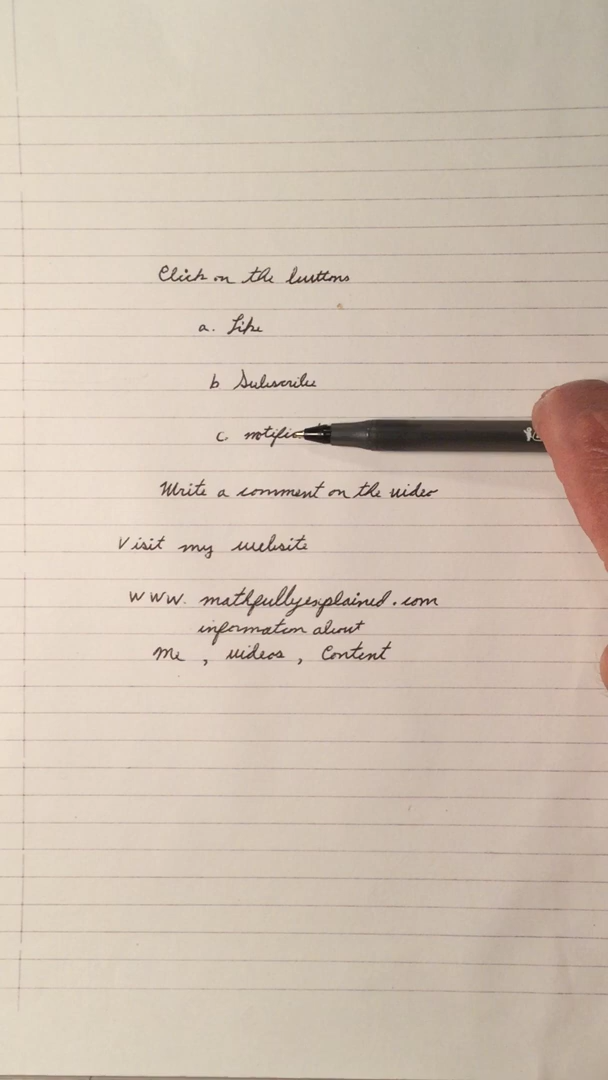 Click on the buttons
a. Like
b Subscribe
c. notific
Write a comment on the video
Visit my website
www. mathfullyexplained.com
information about
Me, videos, Content